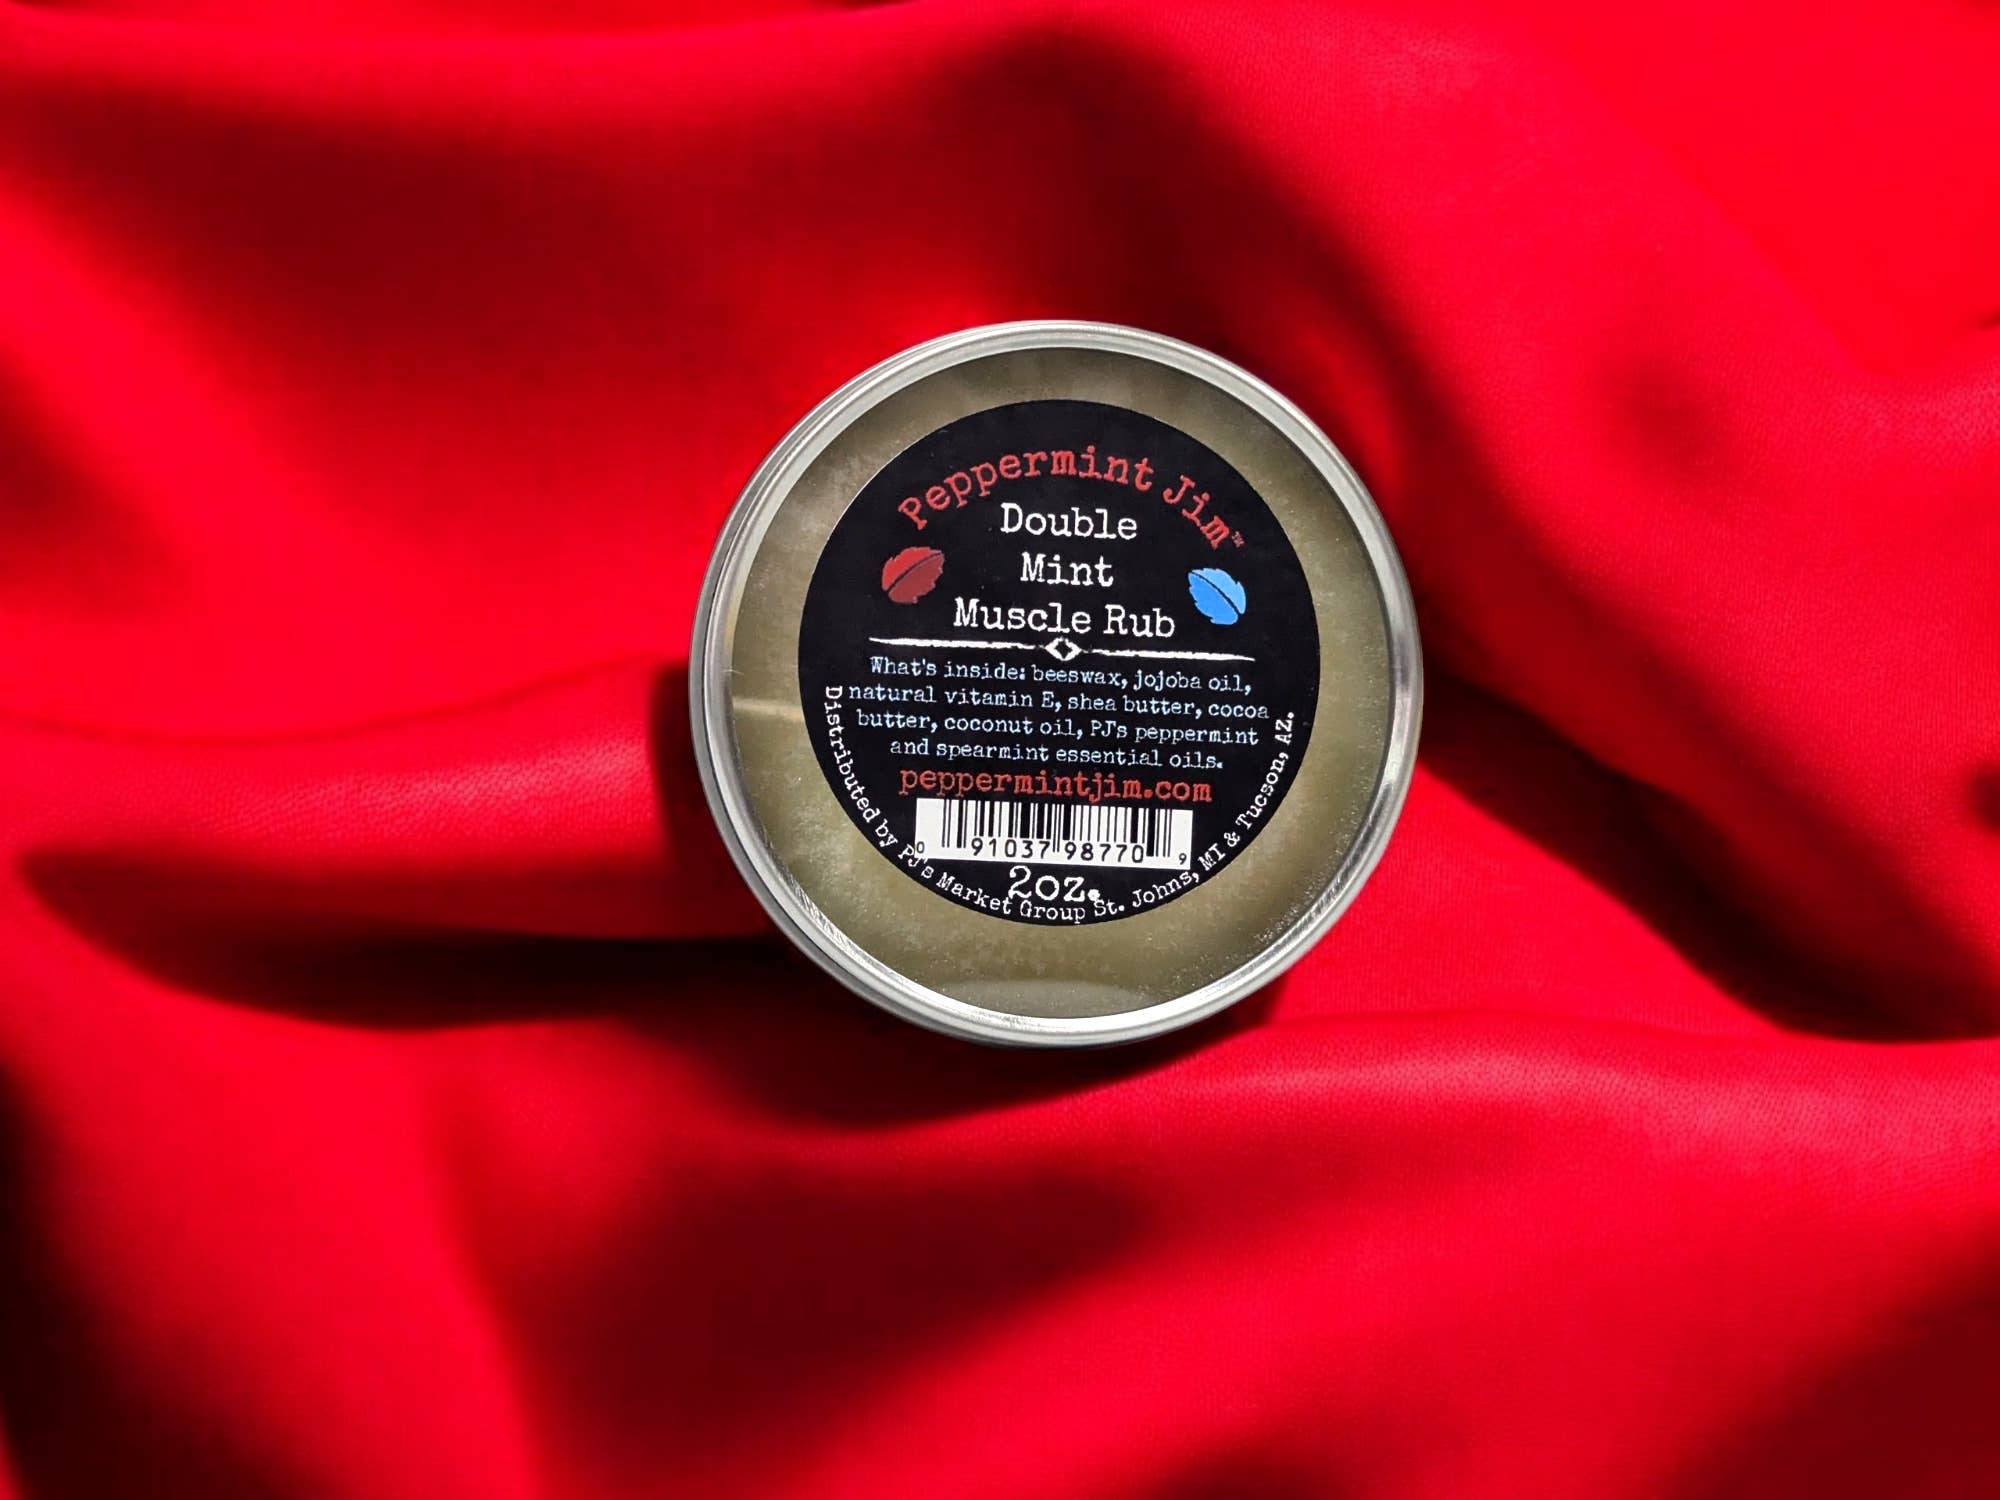 Peppermint Jim™
Double
Mint
Muscle Rub
What's inside: beeswax, jojoba oil,
natural vitamin E, shea butter, cocoa
butter, coconut oil, PJ's peppermint
and spearmint essential oils.
peppermintjim.com
0 91037 98770 9
2oz.
Distributed by PJ's Market Group St. Johns, MI & Tucson, AZ.